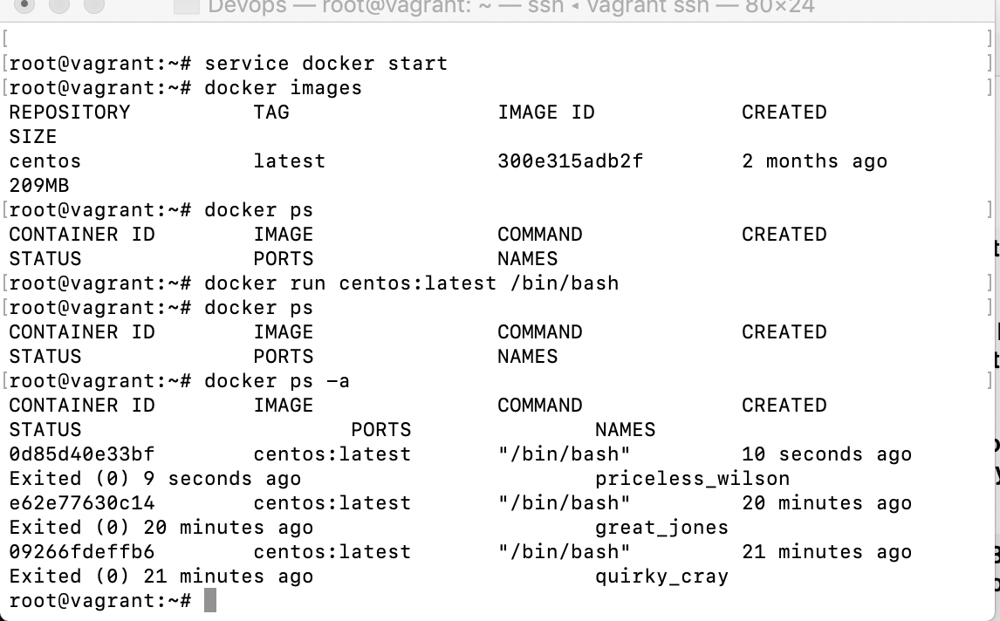 Devops — root@vagrant: ~ — ssh ◂ vagrant ssh — 80×24
[ ]
[root@vagrant:~# service docker start ]
[root@vagrant:~# docker images ]
REPOSITORY          TAG                 IMAGE ID            CREATED
SIZE
centos              latest              300e315adb2f        2 months ago
209MB
[root@vagrant:~# docker ps ]
CONTAINER ID        IMAGE               COMMAND             CREATED
STATUS              PORTS               NAMES
[root@vagrant:~# docker run centos:latest /bin/bash ]
[root@vagrant:~# docker ps ]
CONTAINER ID        IMAGE               COMMAND             CREATED
STATUS              PORTS               NAMES
[root@vagrant:~# docker ps -a ]
CONTAINER ID        IMAGE               COMMAND             CREATED
STATUS                      PORTS               NAMES
0d85d40e33bf        centos:latest       "/bin/bash"         10 seconds ago
Exited (0) 9 seconds ago                        priceless_wilson
e62e77630c14        centos:latest       "/bin/bash"         20 minutes ago
Exited (0) 20 minutes ago                       great_jones
09266fdeffb6        centos:latest       "/bin/bash"         21 minutes ago
Exited (0) 21 minutes ago                       quirky_cray
root@vagrant:~#